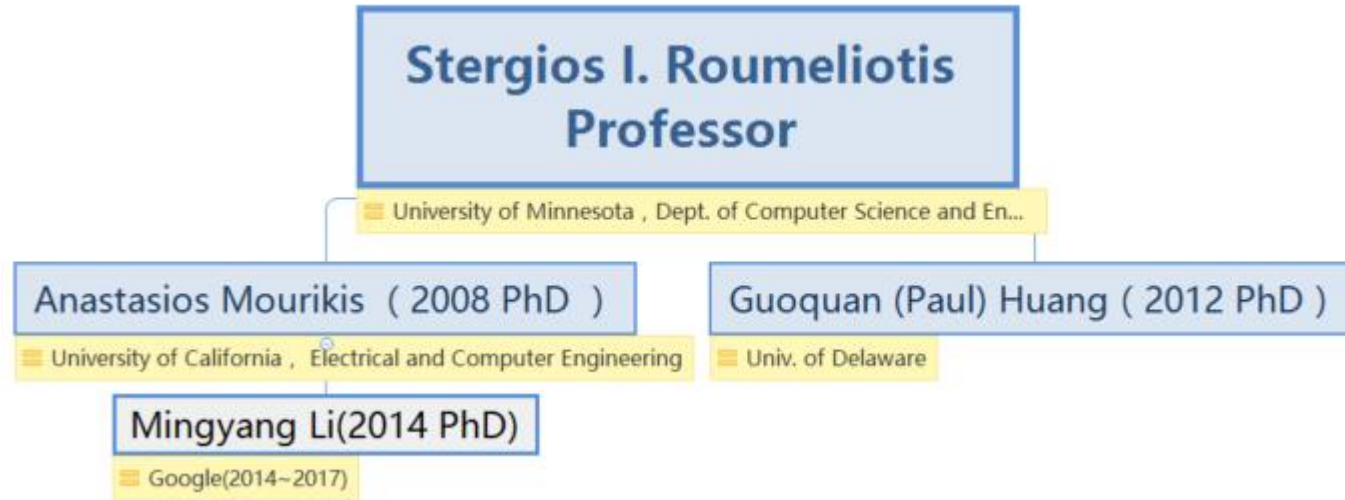 Stergios I. Roumeliotis
Professor
University of Minnesota , Dept. of Computer Science and En...
Anastasios Mourikis ( 2008 PhD )
Guoquan (Paul) Huang ( 2012 PhD )
University of California , Electrical and Computer Engineering
Univ. of Delaware
Mingyang Li(2014 PhD)
Google(2014~2017)